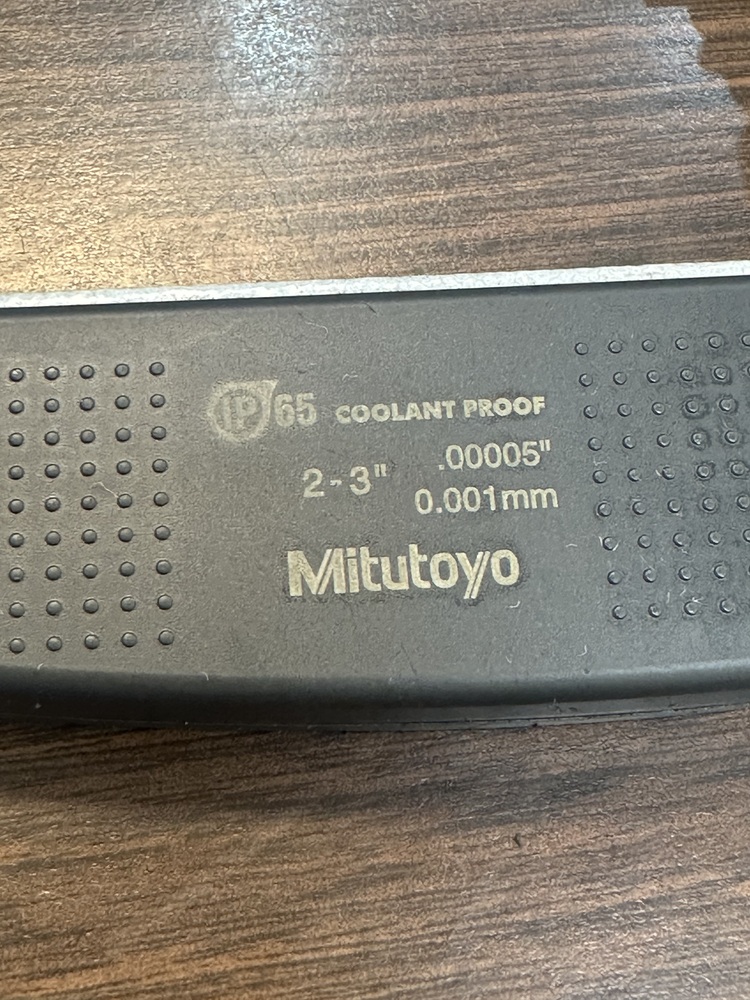 IP 65 COOLANT PROOF
2-3" .00005"
0.001mm
Mitutoyo